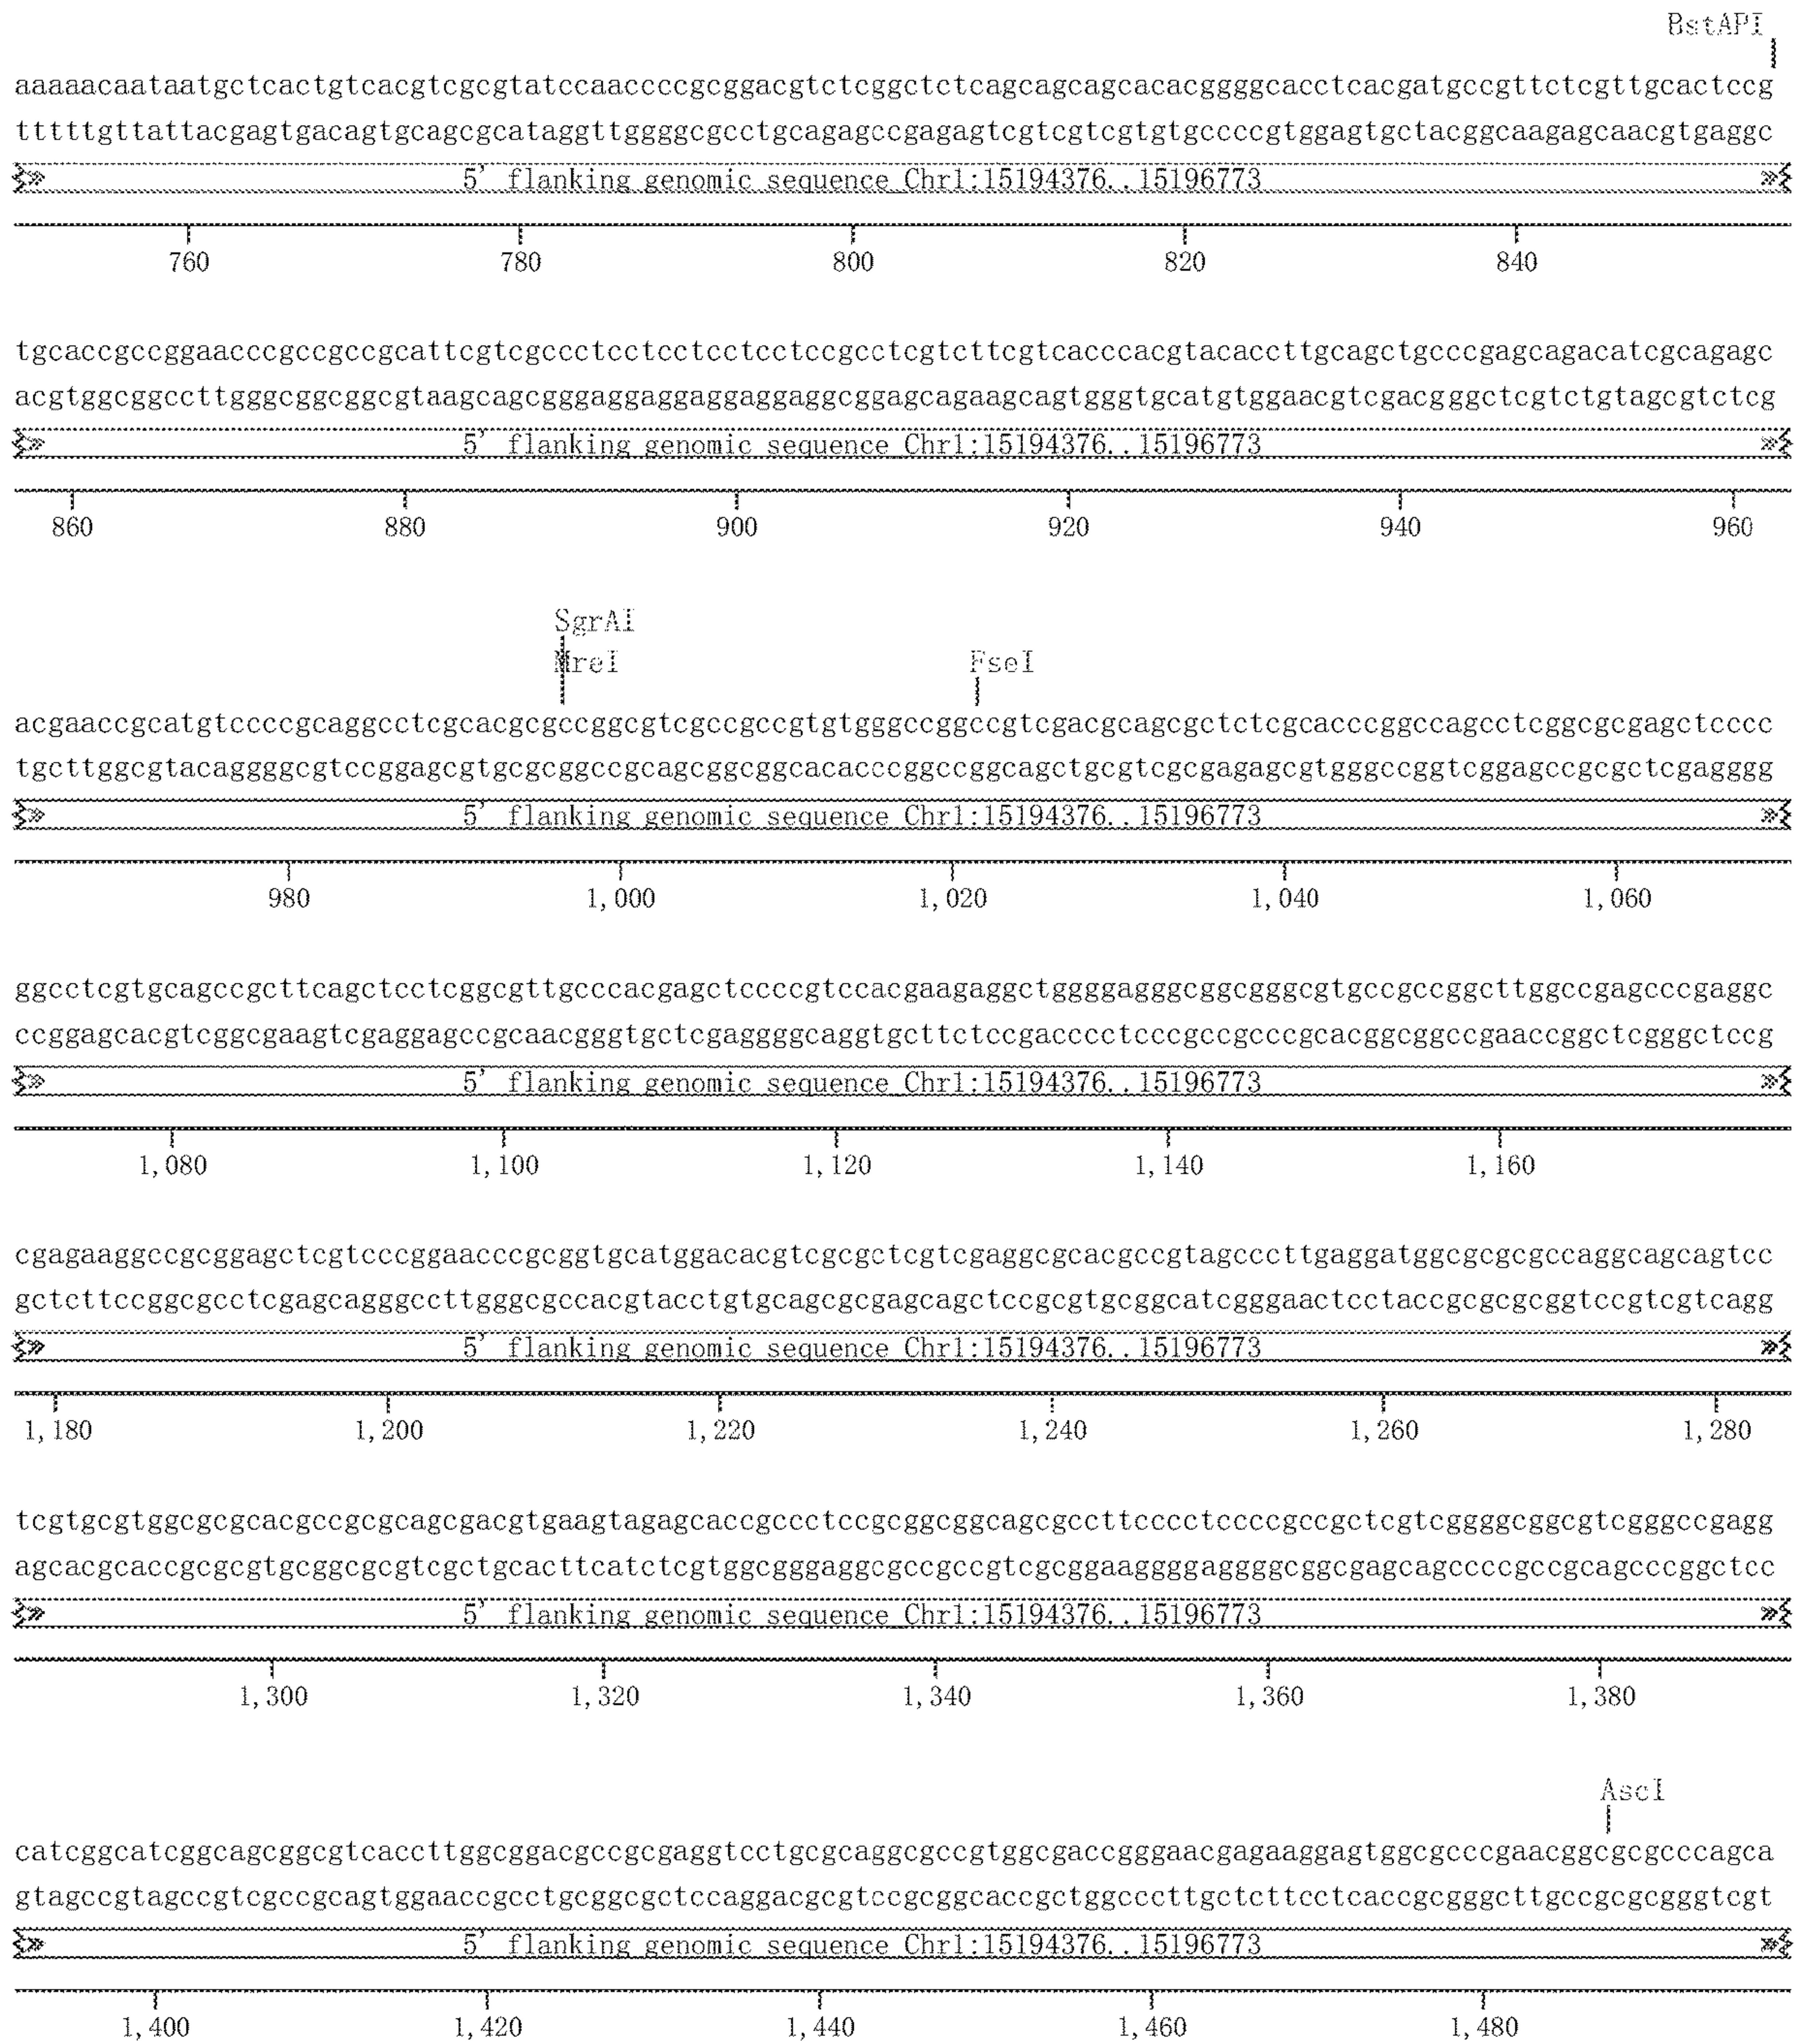 BstAPI
aaaaacaataatgctcactgtcacgtcgcgtatccaaccccgcggacgtctcggctctcagcagcagcacacggggcacctcacgatgccgttctcgttgcactccg
tttttgttattacgagtgacagtgcagcgcataggttggggcgcctgcagagccgagagtcgtcgtcgtgtgccccgtggagtgctacggcaagagcaacgtgaggc
5' flanking genomic sequence Chr1:15194376..15196773
760 780 800 820 840
tgcaccgccggaacccgccgccgcattcgtcgccctcctcctcctcctccgcctcgtcttcgtcacccacgtacaccttgcagctgcccgagcagacatcgcagagc
acgtggcggccttgggcggcggcgtaagcagcgggaggaggaggaggaggcggagcagaagcagtgggtgcatgtggaacgtcgacgggctcgtctgtagcgtctcg
5' flanking genomic sequence Chr1:15194376..15196773
860 880 900 920 940 960
SgrAI
MreI FseI
acgaaccgcatgtccccgcaggcctcgcacgcgccggcgtcgccgccgtgtgggccggccgtcgacgcagcgctctcgcacccggccagcctcggcgcgagctcccc
tgcttggcgtacaggggcgtccggagcgtgcgcggccgcagcggcggcacacccggccggcagctgcgtcgcgagagcgtgggccggtcggagccgcgctcgagggg
5' flanking genomic sequence Chr1:15194376..15196773
980 1,000 1,020 1,040 1,060
ggcctcgtgcagccgcttcagctcctcggcgttgcccacgagctccccgtccacgaagaggctggggagggcggcgggcgtgccgccggcttggccgagcccgaggc
ccggagcacgtcggcgaagtcgaggagccgcaacgggtgctcgaggggcaggtgcttctccgacccctcccgccgcccgcacggcggccgaaccggctcgggctccg
5' flanking genomic sequence Chr1:15194376..15196773
1,080 1,100 1,120 1,140 1,160
cgagaaggccgcggagctcgtcccggaacccgcggtgcatggacacgtcgcgctcgtcgaggcgcacgccgtagcccttgaggatggcgcgcgccaggcagcagtcc
gctcttccggcgcctcgagcagggccttgggcgccacgtacctgtgcagcgcgagcagctccgcgtgcggcatcgggaactcctaccgcgcgcggtccgtcgtcagg
5' flanking genomic sequence Chr1:15194376..15196773
1,180 1,200 1,220 1,240 1,260 1,280
tcgtgcgtggcgcgcacgccgcgcagcgacgtgaagtagagcaccgccctccgcggcggcagcgccttcccctccccgccgctcgtcggggcggcgtcgggccgagg
agcacgcaccgcgcgtgcggcgcgtcgctgcacttcatctcgtggcgggaggcgccgccgtcgcggaaggggaggggcggcgagcagccccgccgcagcccggctcc
5' flanking genomic sequence Chr1:15194376..15196773
1,300 1,320 1,340 1,360 1,380
AscI
catcggcatcggcagcggcgtcaccttggcggacgccgcgaggtcctgcgcaggcgccgtggcgaccgggaacgagaaggagtggcgcccgaacggcgcgcccagca
gtagccgtagccgtcgccgcagtggaaccgcctgcggcgctccaggacgcgtccgcggcaccgctggcccttgctcttcctcaccgcgggcttgccgcgcgggtcgt
5' flanking genomic sequence Chr1:15194376..15196773
1,400 1,420 1,440 1,460 1,480